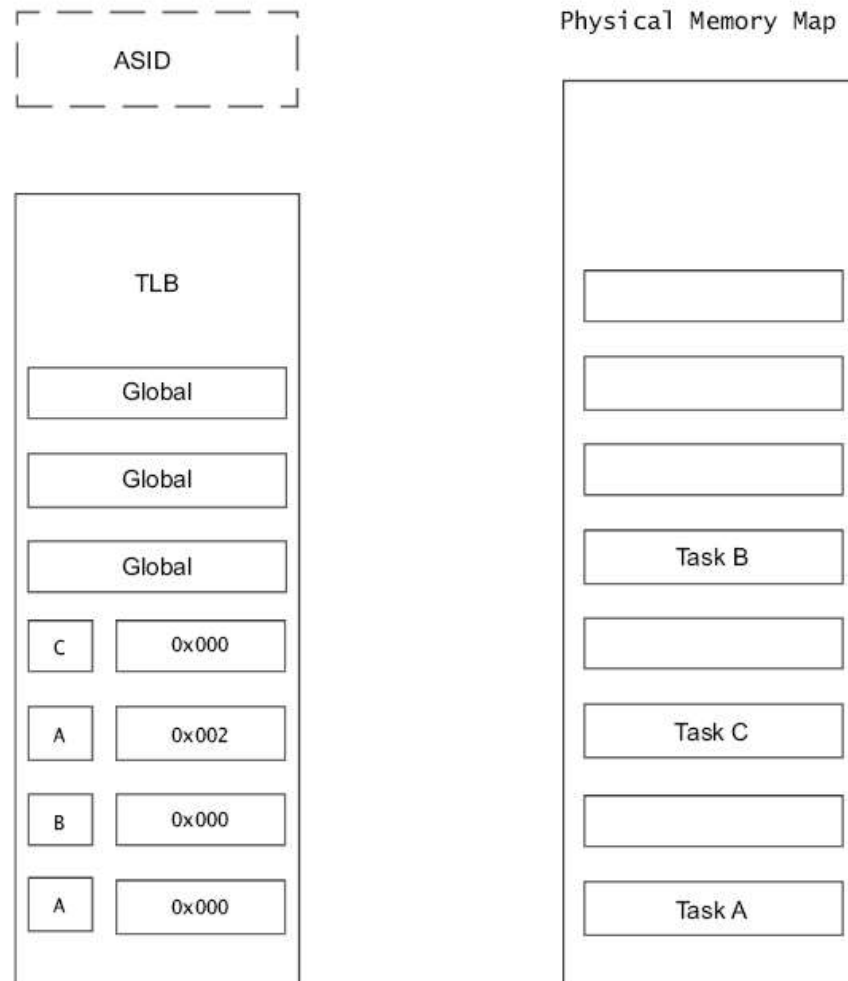 ASID
TLB
Global
Global
Global
C 0x000
A 0x002
B 0x000
A 0x000
Physical Memory Map
Task B
Task C
Task A